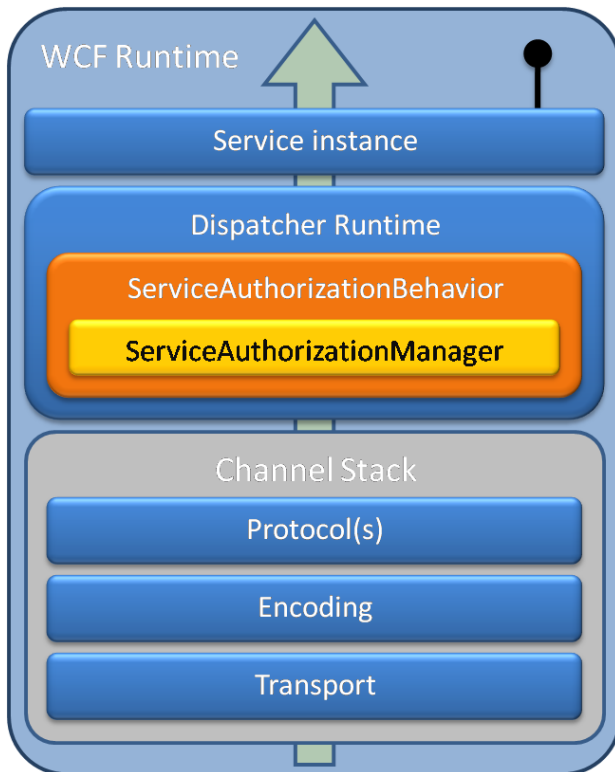 WCF Runtime
Service instance
Dispatcher Runtime
ServiceAuthorizationBehavior
ServiceAuthorizationManager
Channel Stack
Protocol(s)
Encoding
Transport